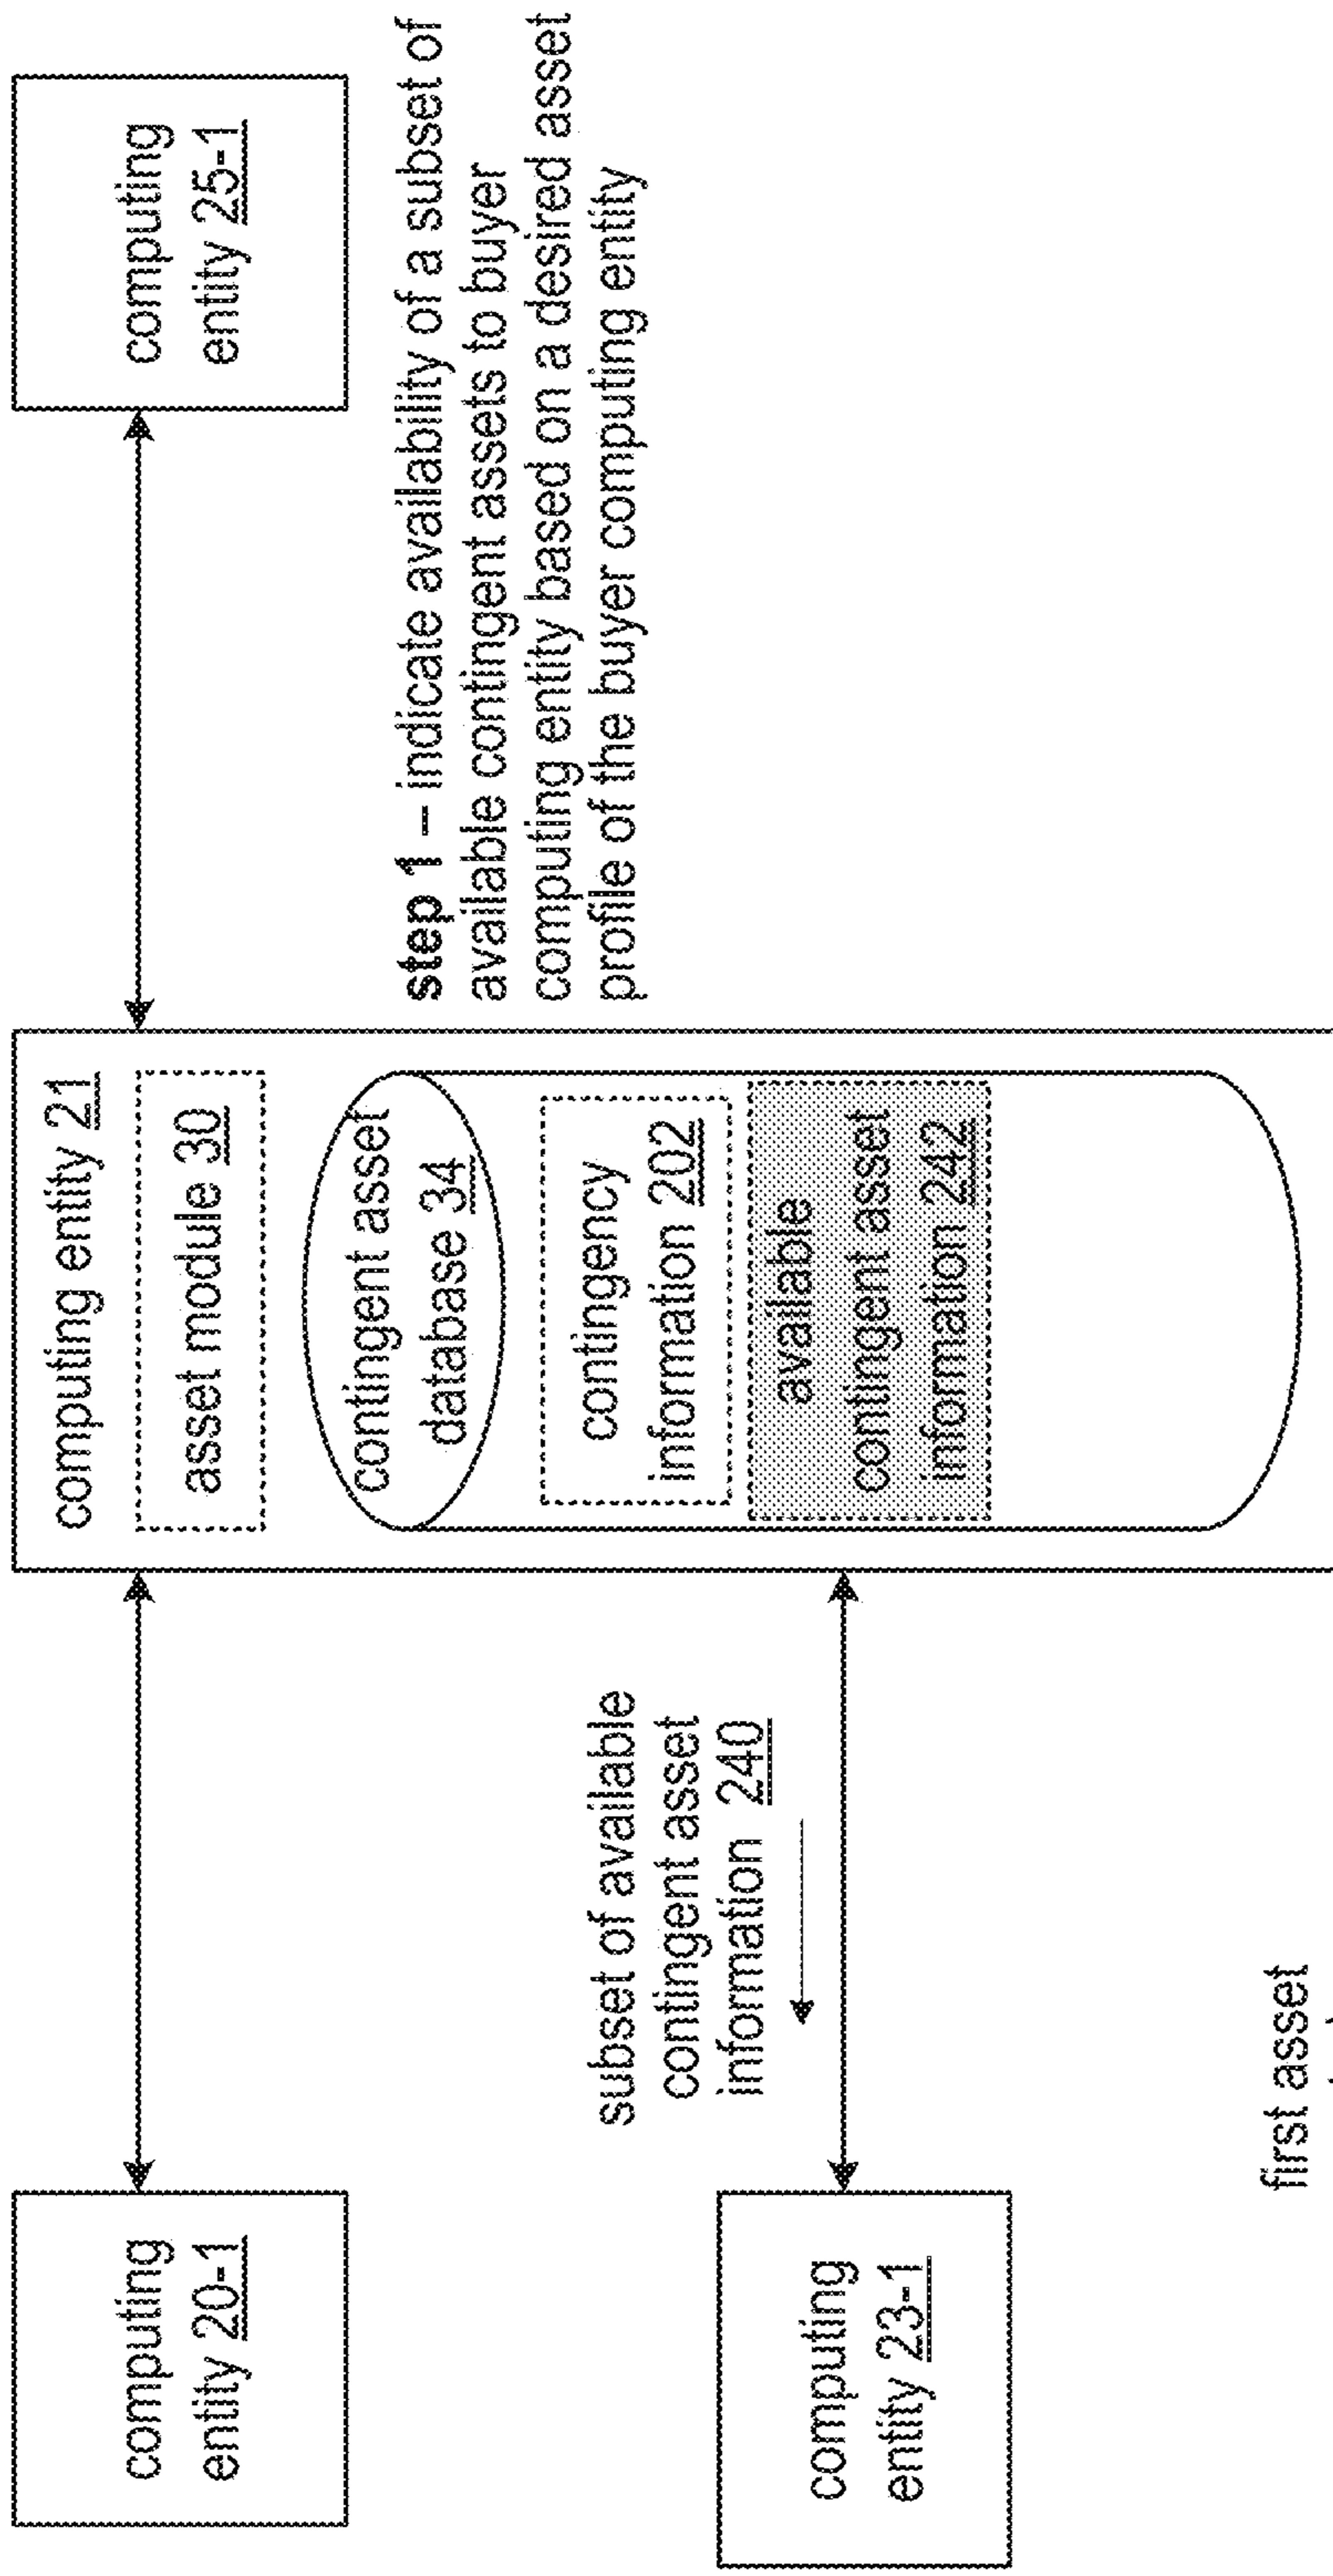 computing
entity 20-1
computing entity 21
asset module 30
computing
entity 25-1
contingent asset
database 34
contingency
information 202
available
contingent asset
information 242
step 1 – indicate availability of a subset of
available contingent assets to buyer
computing entity based on a desired asset
profile of the buyer computing entity
subset of available
contingent asset
information 240
computing
entity 23-1
first asset